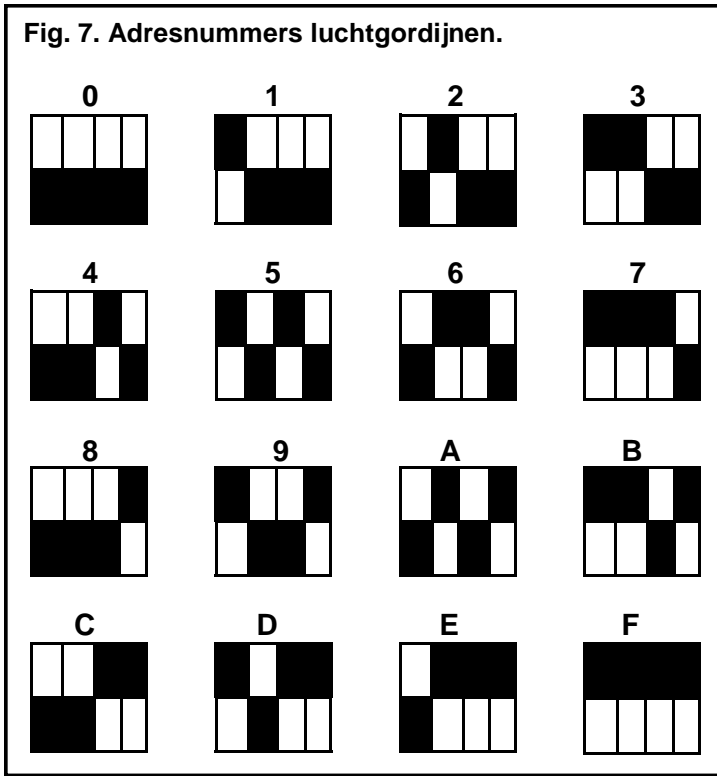 Fig. 7. Adresnummers luchtgordijnen.
0 1 2 3
4 5 6 7
8 9 A B
C D E F